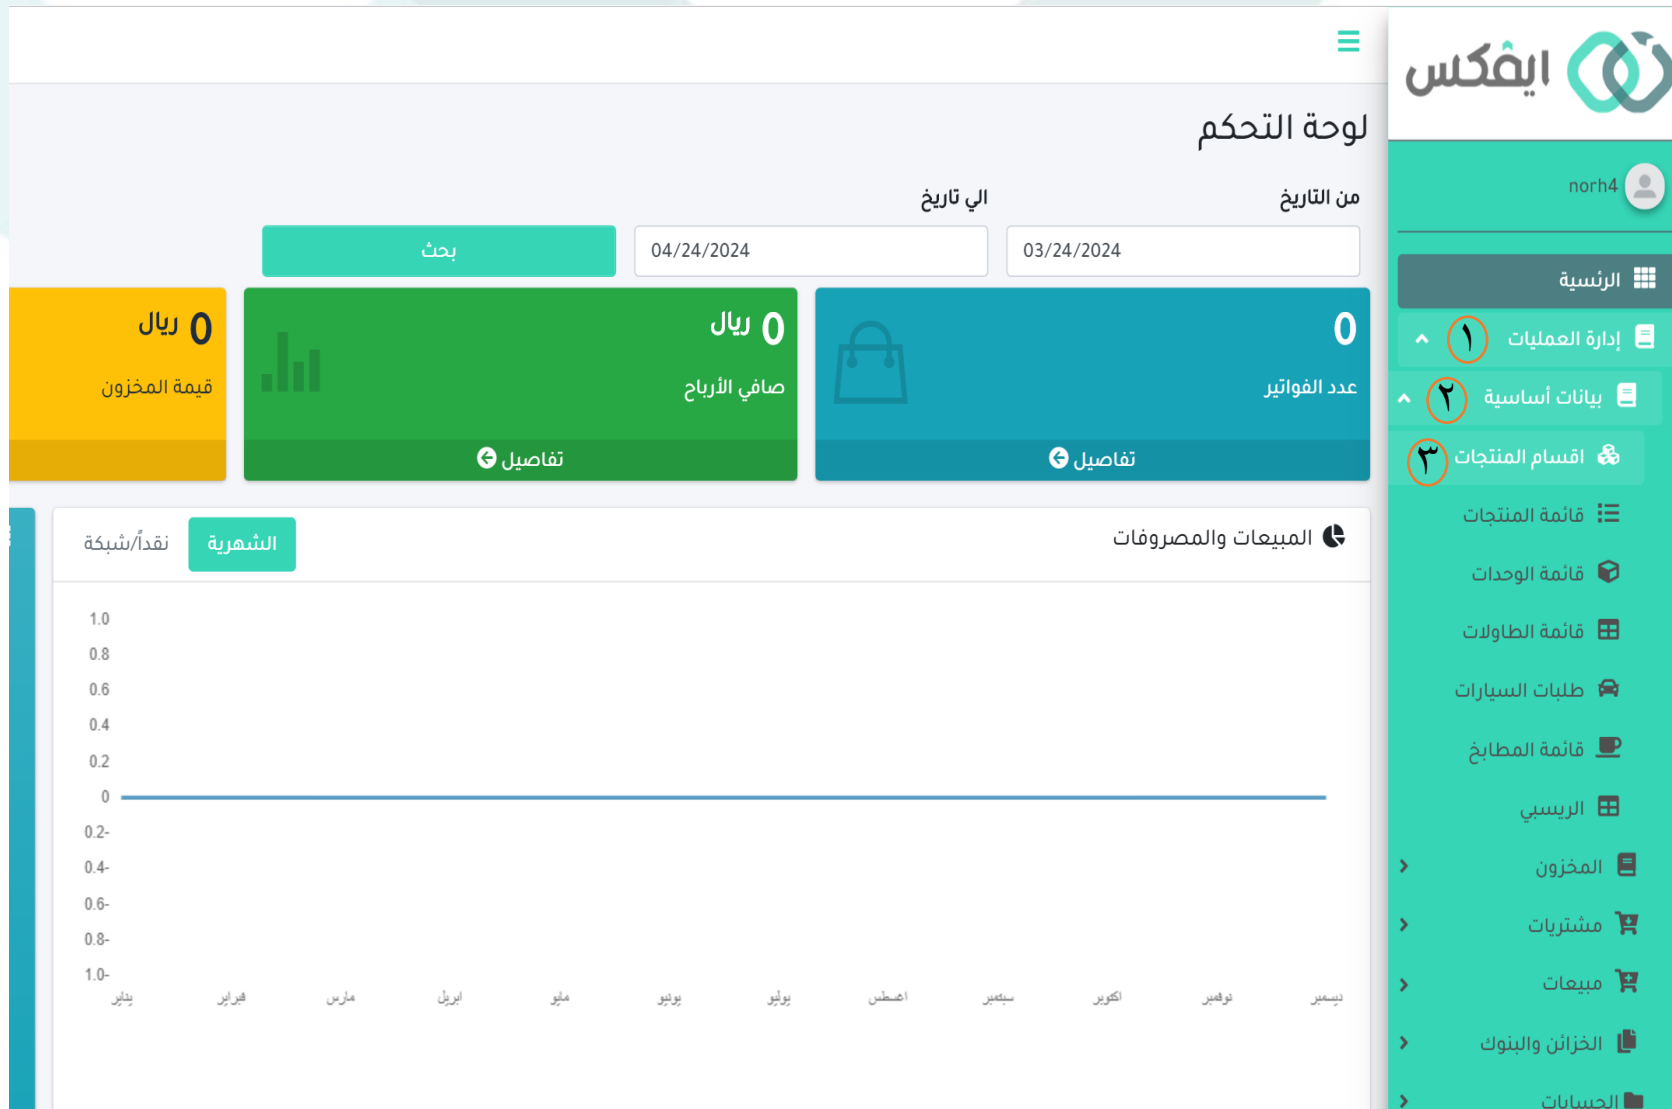 ايڤكس
norh4
الرئسية
إدارة العمليات ١
بيانات أساسية ٢
اقسام المنتجات ٣
قائمة المنتجات
قائمة الوحدات
قائمة الطاولات
طلبات السيارات
قائمة المطابخ
الريسبي
المخزون
مشتريات
مبيعات
الخزائن والبنوك
الحسابات
لوحة التحكم
من التاريخ
الي تاريخ
03/24/2024
04/24/2024
بحث
0
عدد الفواتير
تفاصيل
0 ريال
صافي الأرباح
تفاصيل
0 ريال
قيمة المخزون
المبيعات والمصروفات
الشهرية
نقداً/شبكة
1.0
0.8
0.6
0.4
0.2
0
0.2-
0.4-
0.6-
0.8-
1.0-
يناير
فبراير
مارس
ابريل
مايو
يونيو
يوليو
اغسطس
سبتمبر
اكتوبر
نوفمبر
ديسمبر